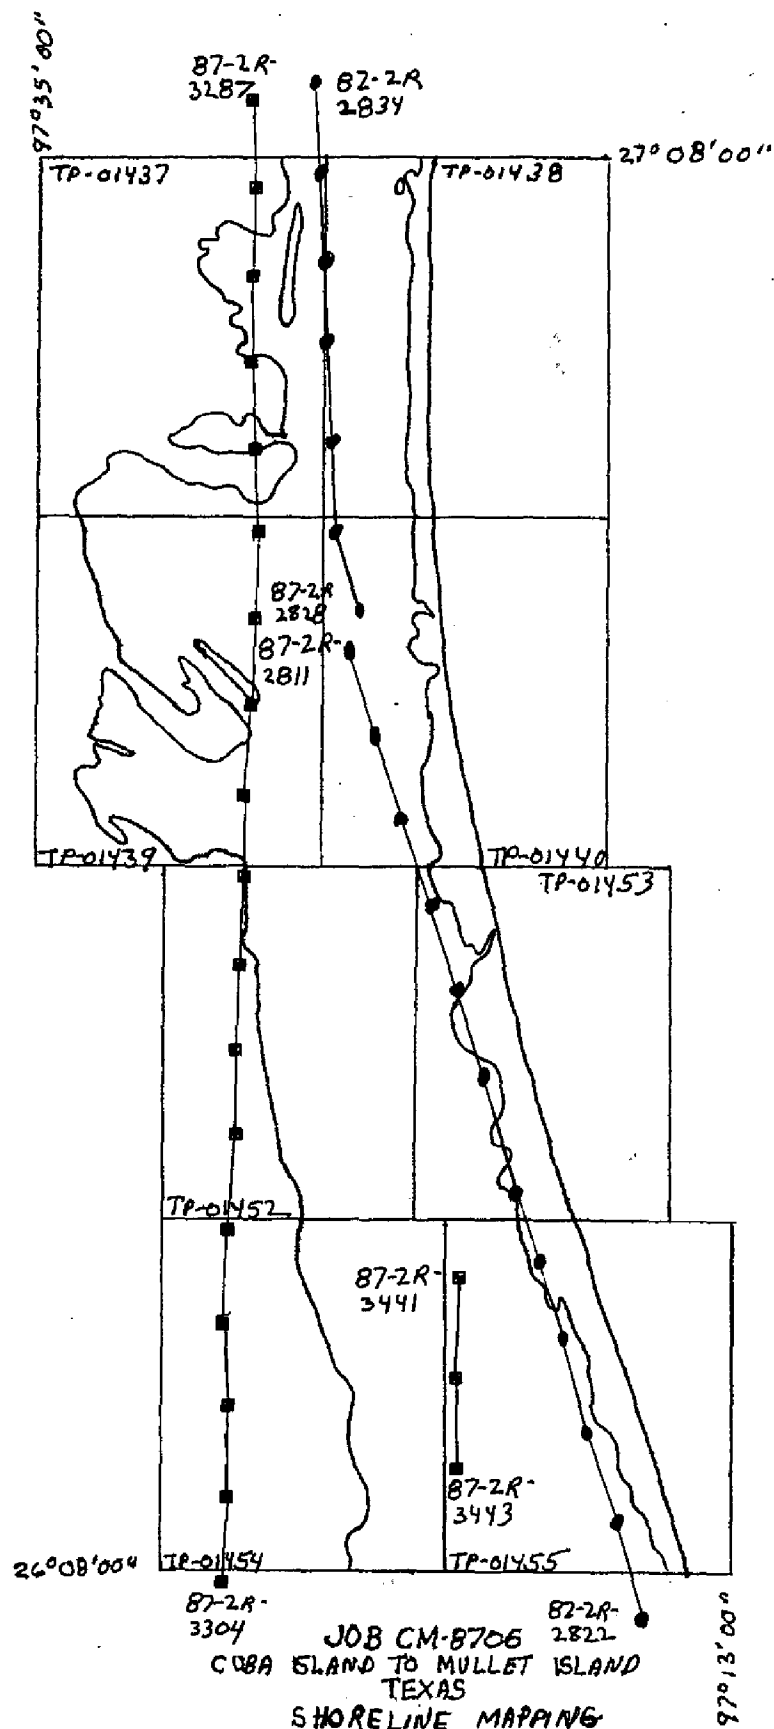 97°35'00"
87-2R-
3287
82-2R
2834
27°08'00"
TP-01437
TP-01438
87-2R
2828
87-2R-
2811
TP-01439
TP-01440
TP-01453
TP-01452
87-2R-
3441
87-2R-
3443
26°08'00"
TP-01454
TP-01455
87-2R-
3304
82-2R-
2822
97°13'00"
JOB CM-8706
CUBA ISLAND TO MULLET ISLAND
TEXAS
SHORELINE MAPPING